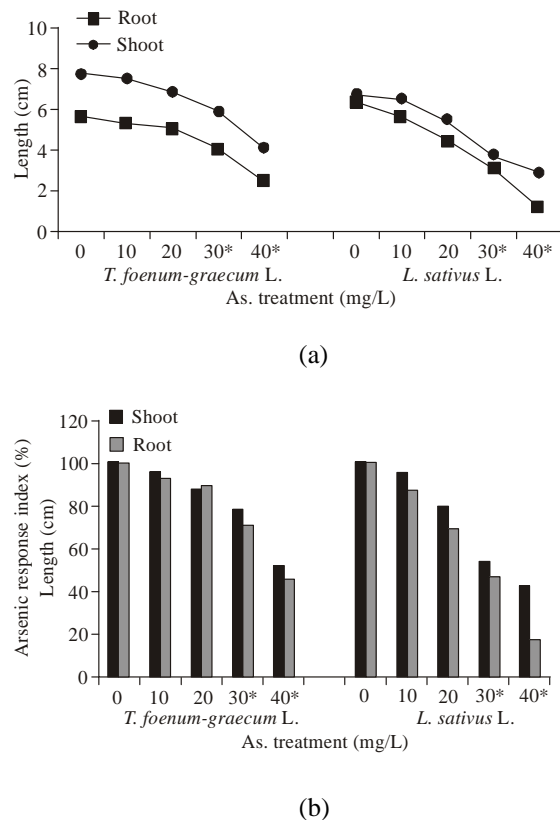 Root
Shoot
10
8
6
4
2
0
Length (cm)
0 10 20 30* 40* 0 10 20 30* 40*
T. foenum-graecum L. L. sativus L.
As. treatment (mg/L)
(a)
Shoot
Root
120
100
80
60
40
20
0
Arsenic response index (%)
Length (cm)
0 10 20 30* 40* 0 10 20 30* 40*
T. foenum-graecum L. L. sativus L.
As. treatment (mg/L)
(b)